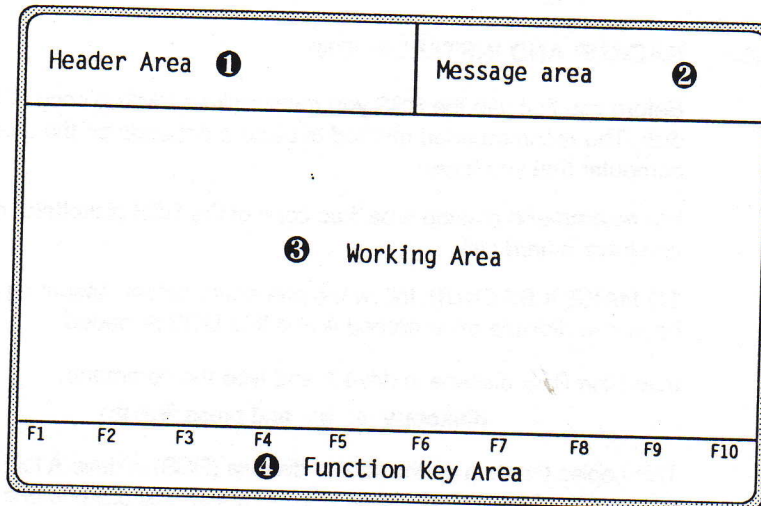 Header Area ❶
Message area ❷
❸ Working Area
F1 F2 F3 F4 F5 F6 F7 F8 F9 F10
❹ Function Key Area